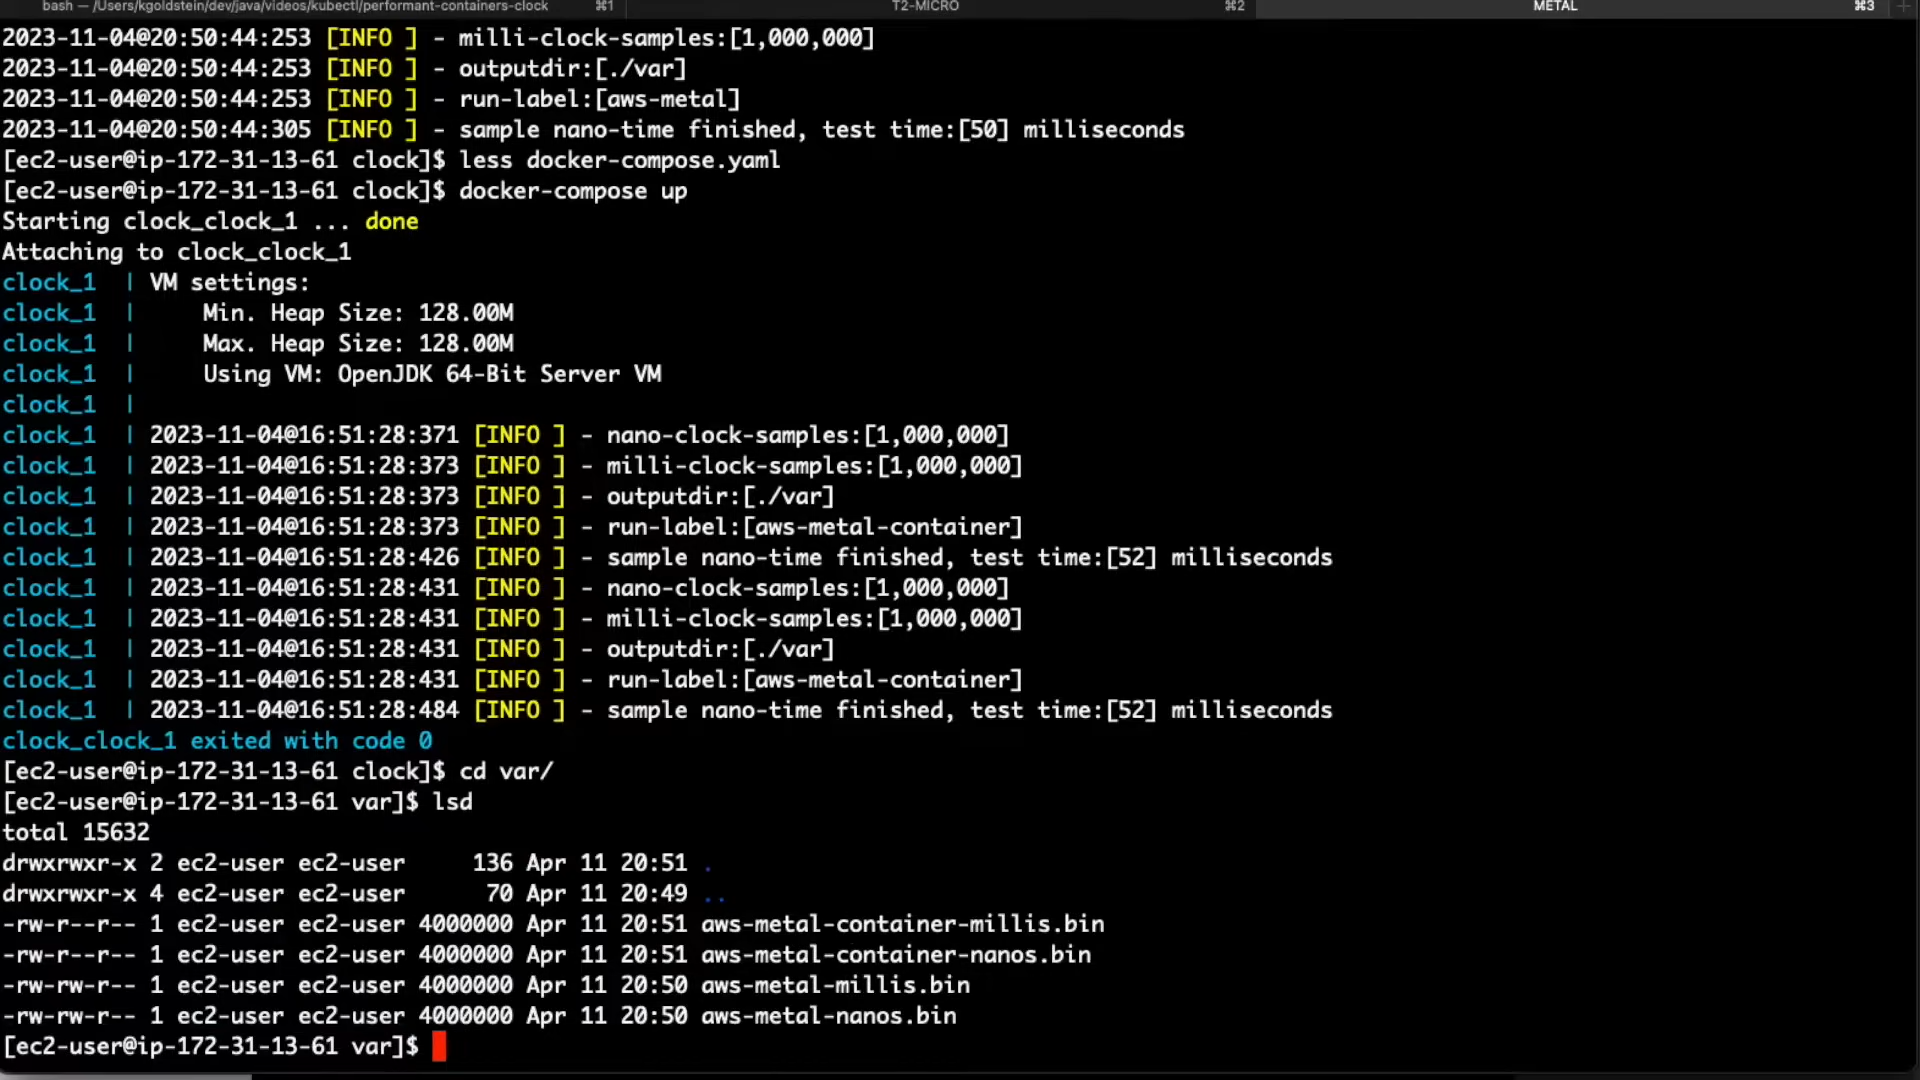 bash — /Users/kgoldstein/dev/java/videos/kubectl/performant-containers-clock ⌘1 T2-MICRO ⌘2 METAL ⌘3 +
2023-11-04@20:50:44:253 [INFO ] - milli-clock-samples:[1,000,000]
2023-11-04@20:50:44:253 [INFO ] - outputdir:[./var]
2023-11-04@20:50:44:253 [INFO ] - run-label:[aws-metal]
2023-11-04@20:50:44:305 [INFO ] - sample nano-time finished, test time:[50] milliseconds
[ec2-user@ip-172-31-13-61 clock]$ less docker-compose.yaml
[ec2-user@ip-172-31-13-61 clock]$ docker-compose up
Starting clock_clock_1 ... done
Attaching to clock_clock_1
clock_1  | VM settings:
clock_1  |     Min. Heap Size: 128.00M
clock_1  |     Max. Heap Size: 128.00M
clock_1  |     Using VM: OpenJDK 64-Bit Server VM
clock_1  |
clock_1  | 2023-11-04@16:51:28:371 [INFO ] - nano-clock-samples:[1,000,000]
clock_1  | 2023-11-04@16:51:28:373 [INFO ] - milli-clock-samples:[1,000,000]
clock_1  | 2023-11-04@16:51:28:373 [INFO ] - outputdir:[./var]
clock_1  | 2023-11-04@16:51:28:373 [INFO ] - run-label:[aws-metal-container]
clock_1  | 2023-11-04@16:51:28:426 [INFO ] - sample nano-time finished, test time:[52] milliseconds
clock_1  | 2023-11-04@16:51:28:431 [INFO ] - nano-clock-samples:[1,000,000]
clock_1  | 2023-11-04@16:51:28:431 [INFO ] - milli-clock-samples:[1,000,000]
clock_1  | 2023-11-04@16:51:28:431 [INFO ] - outputdir:[./var]
clock_1  | 2023-11-04@16:51:28:431 [INFO ] - run-label:[aws-metal-container]
clock_1  | 2023-11-04@16:51:28:484 [INFO ] - sample nano-time finished, test time:[52] milliseconds
clock_clock_1 exited with code 0
[ec2-user@ip-172-31-13-61 clock]$ cd var/
[ec2-user@ip-172-31-13-61 var]$ lsd
total 15632
drwxrwxr-x 2 ec2-user ec2-user     136 Apr 11 20:51 .
drwxrwxr-x 4 ec2-user ec2-user      70 Apr 11 20:49 ..
-rw-r--r-- 1 ec2-user ec2-user 4000000 Apr 11 20:51 aws-metal-container-millis.bin
-rw-r--r-- 1 ec2-user ec2-user 4000000 Apr 11 20:51 aws-metal-container-nanos.bin
-rw-rw-r-- 1 ec2-user ec2-user 4000000 Apr 11 20:50 aws-metal-millis.bin
-rw-rw-r-- 1 ec2-user ec2-user 4000000 Apr 11 20:50 aws-metal-nanos.bin
[ec2-user@ip-172-31-13-61 var]$